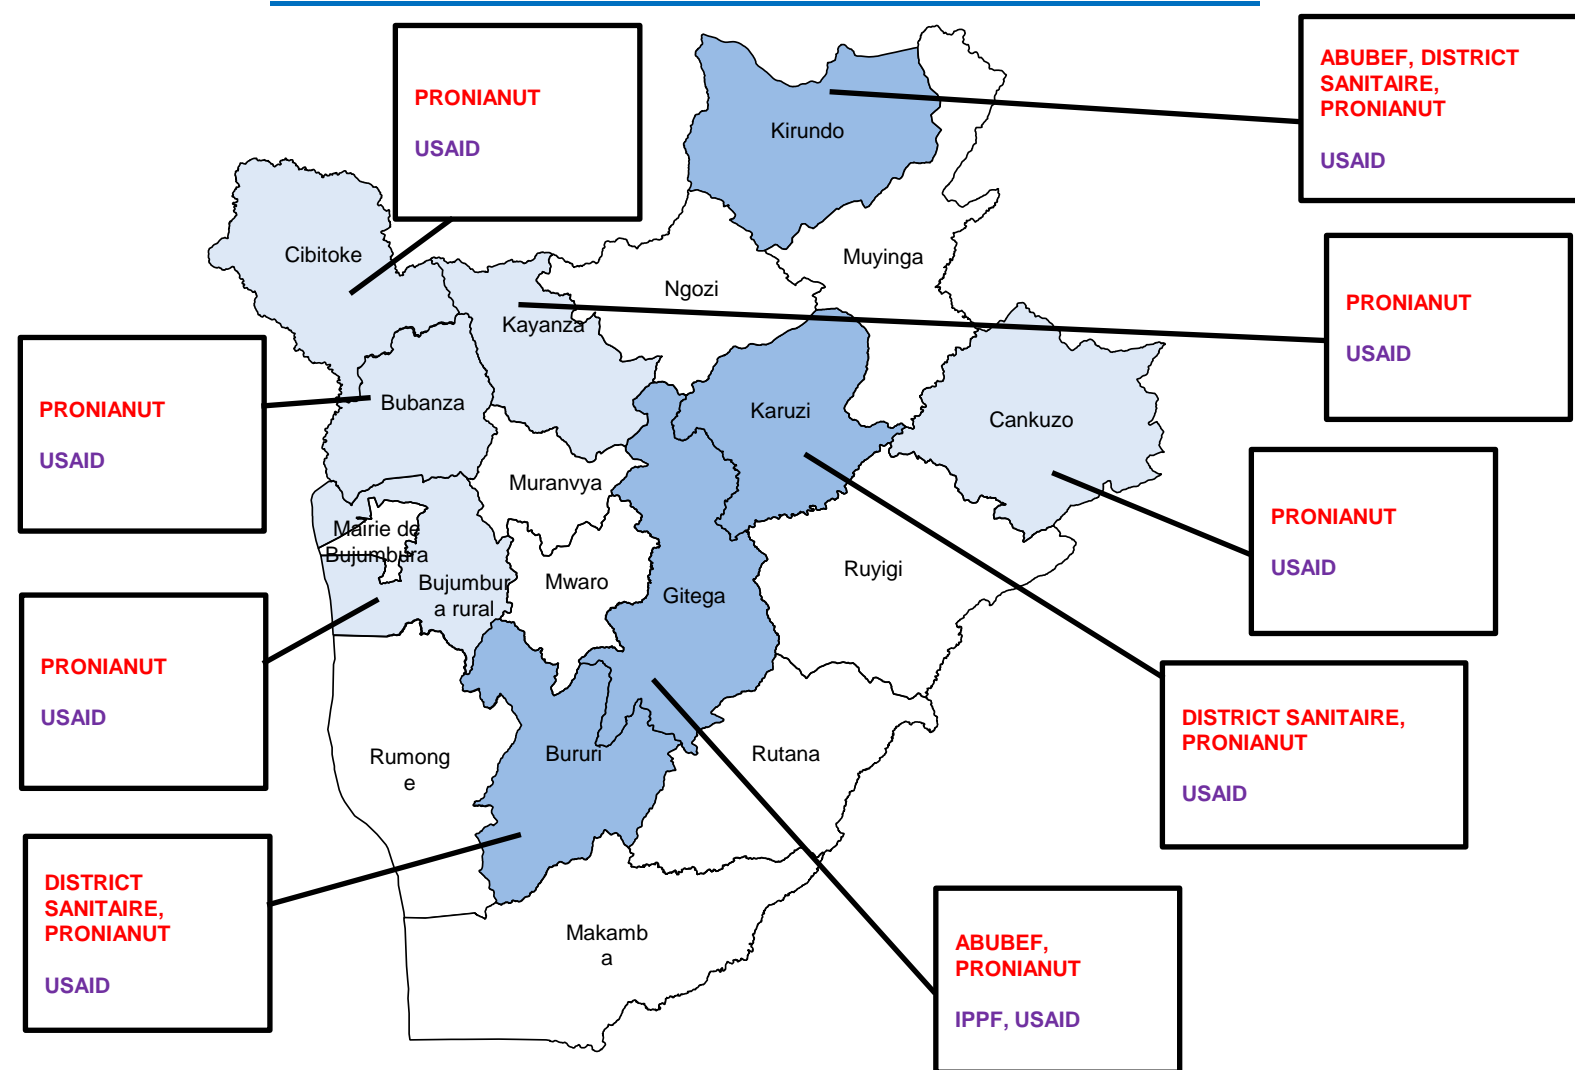 PRONIANUT
USAID
ABUBEF, DISTRICT
SANITAIRE,
PRONIANUT
USAID
Kirundo
Cibitoke
Muyinga
Ngozi
Kayanza
PRONIANUT
USAID
PRONIANUT
USAID
Bubanza
Karuzi
Cankuzo
Muranvya
PRONIANUT
USAID
Mairie de
Bujumbura
Bujumbur
a rural
Mwaro
Gitega
Ruyigi
PRONIANUT
USAID
DISTRICT SANITAIRE,
PRONIANUT
USAID
Rumong
e
Bururi
Rutana
DISTRICT
SANITAIRE,
PRONIANUT
USAID
Makamb
a
ABUBEF,
PRONIANUT
IPPF, USAID